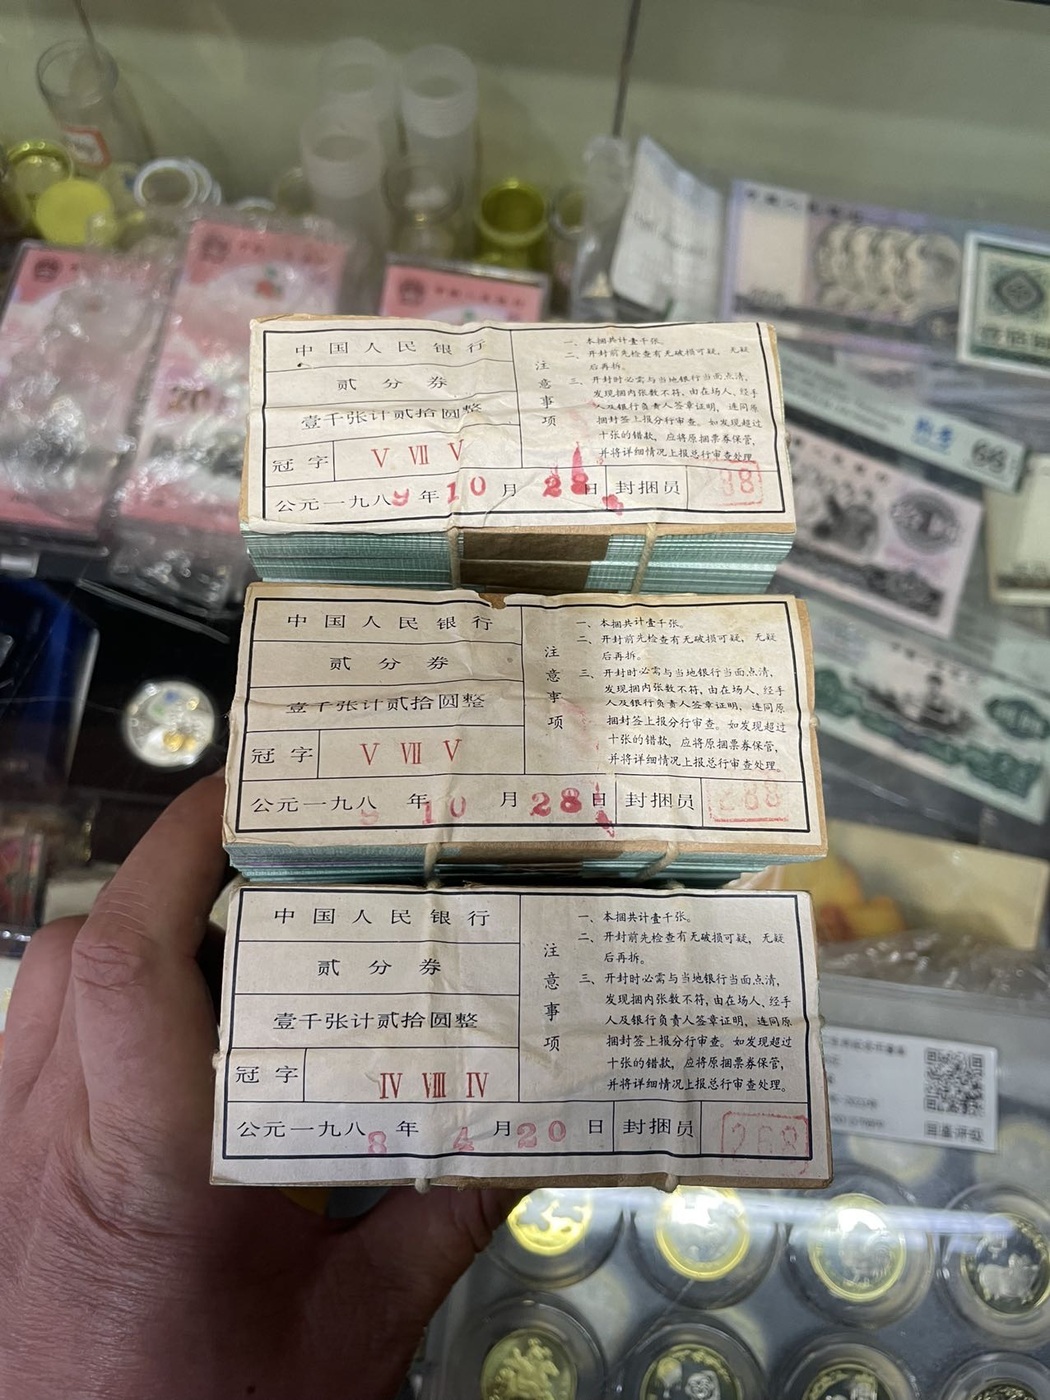 中国人民银行
贰分券
壹千张计贰拾圆整
冠字 V VII V
公元一九八9年10月28日 封捆员
注意事项
一、本捆共计壹千张。
二、开封前先检查有无破损可疑，无疑
后再拆。
三、开封时必需与当地银行当面点清，
发现捆内张数不符，由在场人、经手
人及银行负责人签章证明，连同原
捆封签上报分行审查。如发现超过
十张的错款，应将原捆票券保管，
并将详细情况上报总行审查处理
中国人民银行
贰分券
壹千张计贰拾圆整
冠字 V VII V
公元一九八9年10月28日 封捆员 288
注意事项
一、本捆共计壹千张。
二、开封前先检查有无破损可疑，无疑
后再拆。
三、开封时必需与当地银行当面点清，
发现捆内张数不符，由在场人、经手
人及银行负责人签章证明，连同原
捆封签上报分行审查。如发现超过
十张的错款，应将原捆票券保管，
并将详细情况上报总行审查处理
中国人民银行
贰分券
壹千张计贰拾圆整
冠字 IV VIII IV
公元一九八8年4月20日 封捆员 268
注意事项
一、本捆共计壹千张。
二、开封前先检查有无破损可疑，无疑
后再拆。
三、开封时必需与当地银行当面点清，
发现捆内张数不符，由在场人、经手
人及银行负责人签章证明，连同原
捆封签上报分行审查。如发现超过
十张的错款，应将原捆票券保管，
并将详细情况上报总行审查处理。